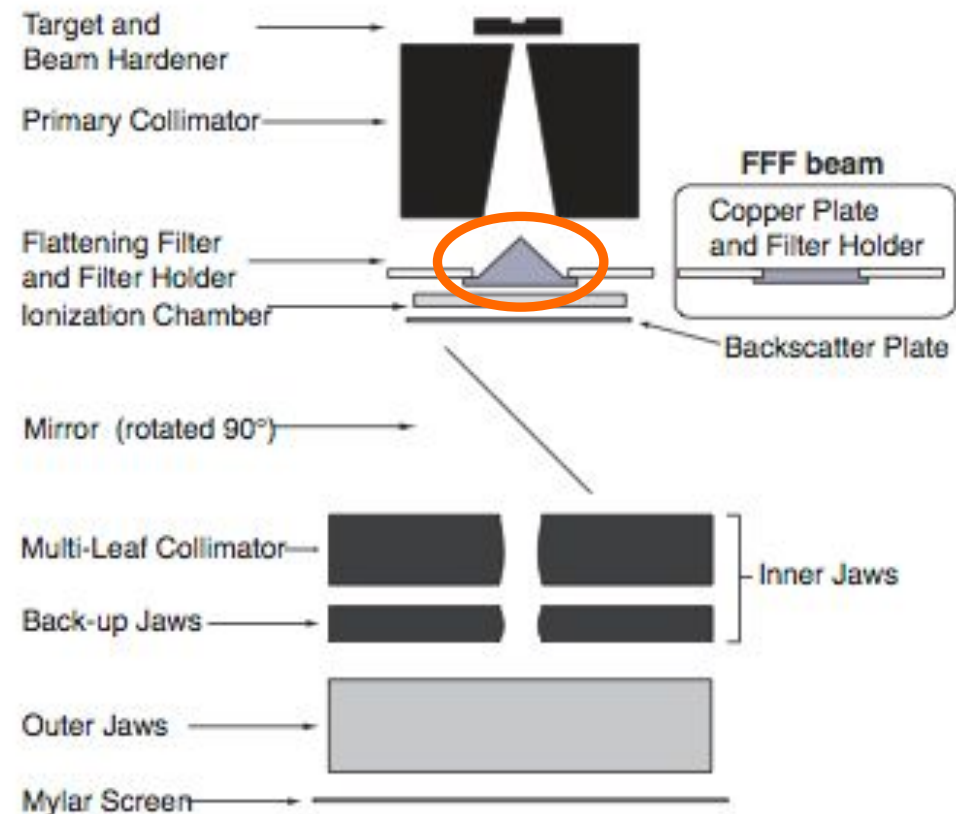 Target and
Beam Hardener
Primary Collimator
FFF beam
Copper Plate
and Filter Holder
Flattening Filter
and Filter Holder
Ionization Chamber
Backscatter Plate
Mirror (rotated 90°)
Multi-Leaf Collimator
Inner Jaws
Back-up Jaws
Outer Jaws
Mylar Screen